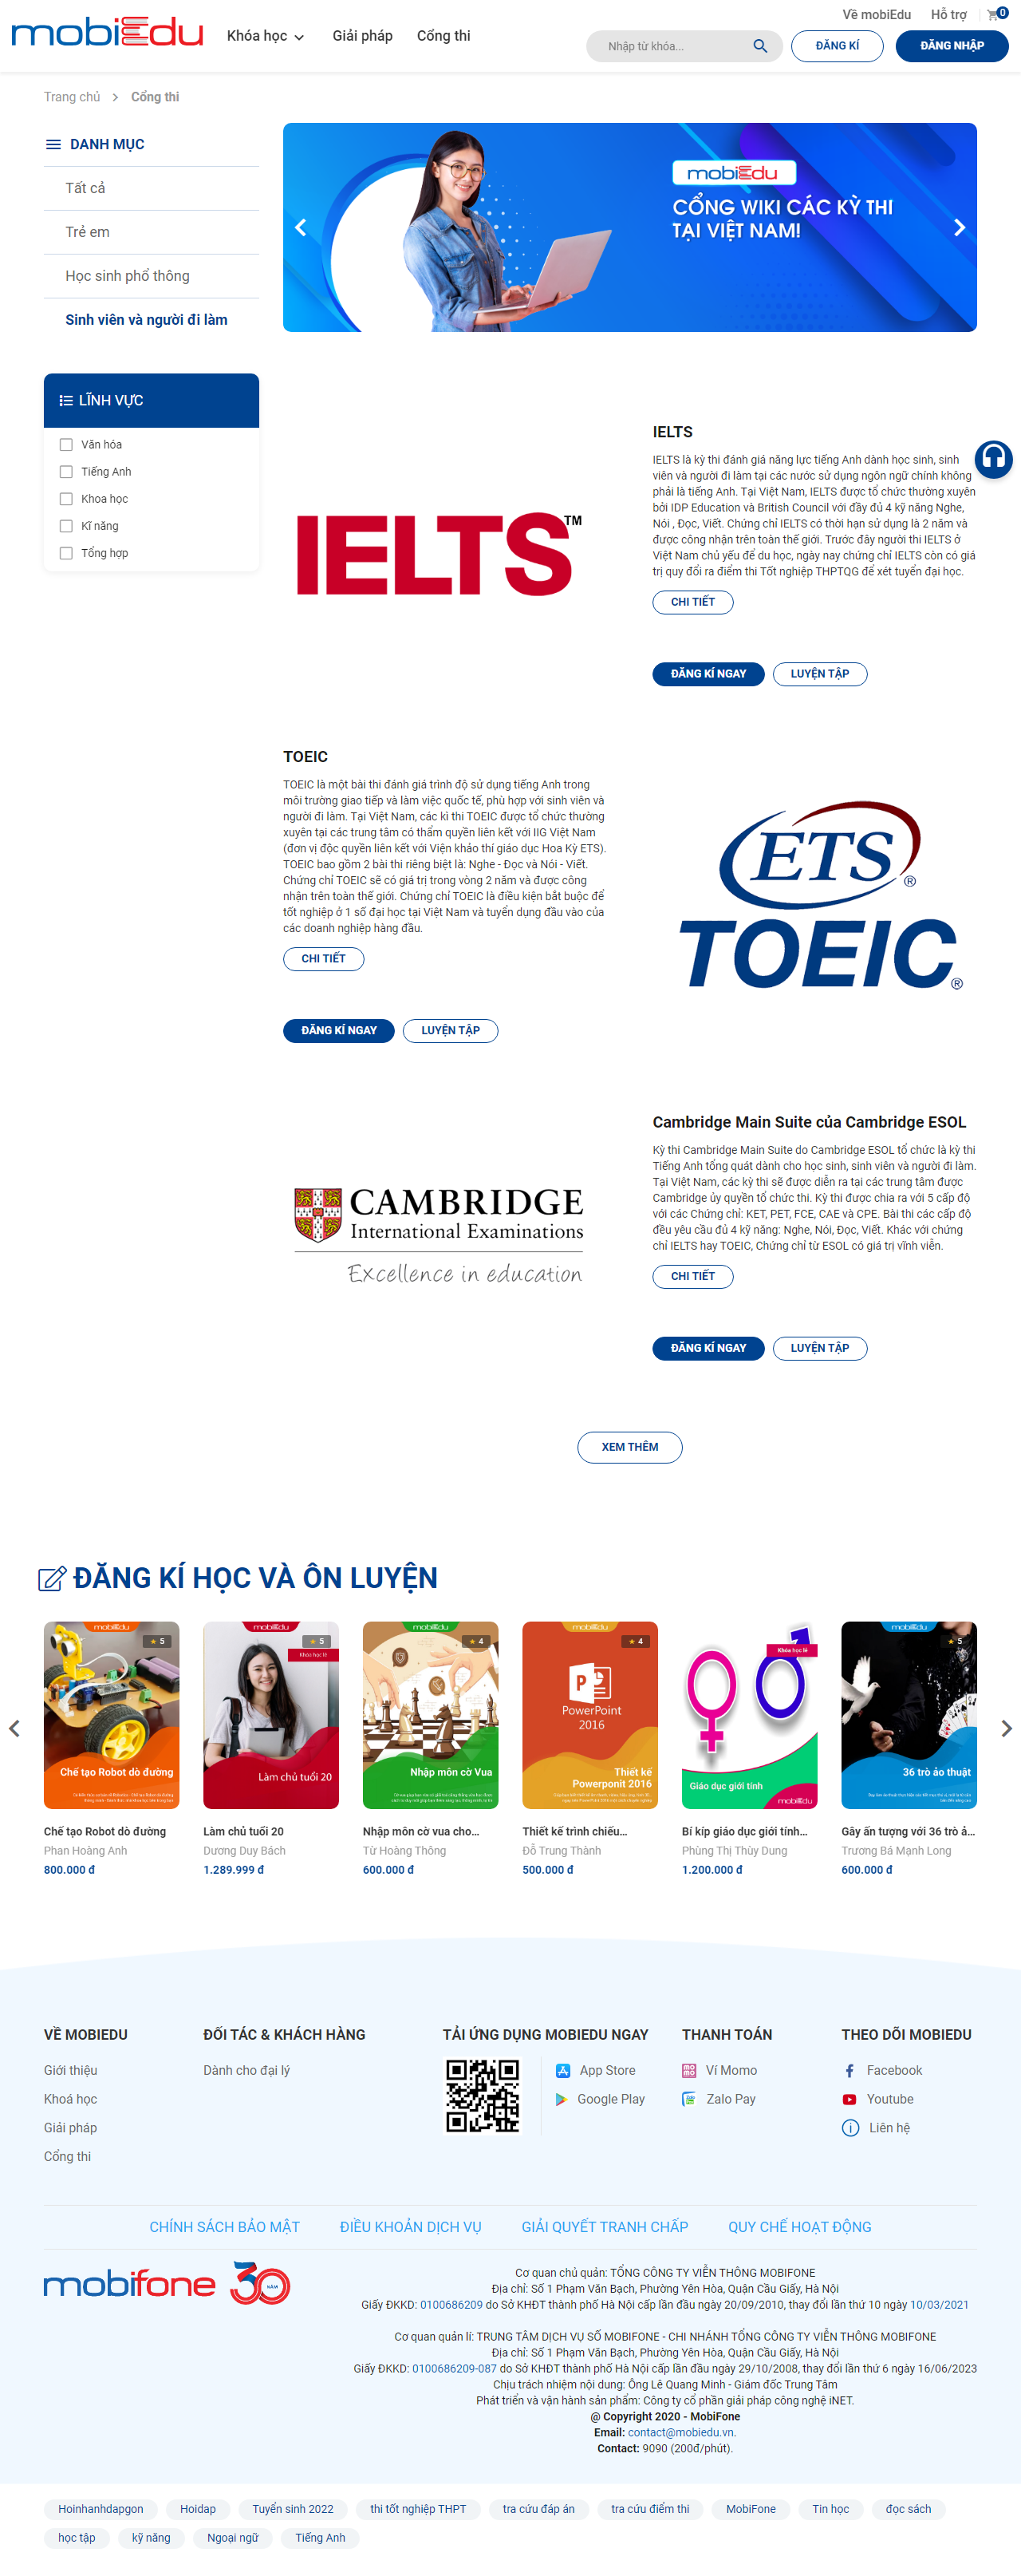 Về mobiEdu Hỗ trợ 0
mobiEdu Khóa học Giải pháp Cổng thi
Nhập từ khóa... ĐĂNG KÍ ĐĂNG NHẬP
Trang chủ Cổng thi
DANH MỤC
Tất cả
Trẻ em
Học sinh phổ thông
Sinh viên và người đi làm
mobiEdu
CỔNG WIKI CÁC KỲ THI
TẠI VIỆT NAM!
LĨNH VỰC
Văn hóa
Tiếng Anh
Khoa học
Kĩ năng
Tổng hợp
IELTS™
IELTS
IELTS là kỳ thi đánh giá năng lực tiếng Anh dành học sinh, sinh
viên và người đi làm tại các nước sử dụng ngôn ngữ chính không
phải là tiếng Anh. Tại Việt Nam, IELTS được tổ chức thường xuyên
bởi IDP Education và British Council với đầy đủ 4 kỹ năng Nghe,
Nói , Đọc, Viết. Chứng chỉ IELTS có thời hạn sử dụng là 2 năm và
được công nhận trên toàn thế giới. Trước đây người thi IELTS ở
Việt Nam chủ yếu để du học, ngày nay chứng chỉ IELTS còn có giá
trị quy đổi ra điểm thi Tốt nghiệp THPTQG để xét tuyển đại học.
CHI TIẾT
ĐĂNG KÍ NGAY LUYỆN TẬP
TOEIC
TOEIC là một bài thi đánh giá trình độ sử dụng tiếng Anh trong
môi trường giao tiếp và làm việc quốc tế, phù hợp với sinh viên và
người đi làm. Tại Việt Nam, các kì thi TOEIC được tổ chức thường
xuyên tại các trung tâm có thẩm quyền liên kết với IIG Việt Nam
(đơn vị độc quyền liên kết với Viện khảo thí giáo dục Hoa Kỳ ETS).
TOEIC bao gồm 2 bài thi riêng biệt là: Nghe - Đọc và Nói - Viết.
Chứng chỉ TOEIC sẽ có giá trị trong vòng 2 năm và được công
nhận trên toàn thế giới. Chứng chỉ TOEIC là điều kiện bắt buộc để
tốt nghiệp ở 1 số đại học tại Việt Nam và tuyển dụng đầu vào của
các doanh nghiệp hàng đầu.
CHI TIẾT
ĐĂNG KÍ NGAY LUYỆN TẬP
ETS®
TOEIC®
CAMBRIDGE
International Examinations
Excellence in education
Cambridge Main Suite của Cambridge ESOL
Kỳ thi Cambridge Main Suite do Cambridge ESOL tổ chức là kỳ thi
Tiếng Anh tổng quát dành cho học sinh, sinh viên và người đi làm.
Tại Việt Nam, các kỳ thi sẽ được diễn ra tại các trung tâm được
Cambridge ủy quyền tổ chức thi. Kỳ thi được chia ra với 5 cấp độ
với các Chứng chỉ: KET, PET, FCE, CAE và CPE. Bài thi các cấp độ
đều yêu cầu đủ 4 kỹ năng: Nghe, Nói, Đọc, Viết. Khác với chứng
chỉ IELTS hay TOEIC, Chứng chỉ từ ESOL có giá trị vĩnh viễn.
CHI TIẾT
ĐĂNG KÍ NGAY LUYỆN TẬP
XEM THÊM
ĐĂNG KÍ HỌC VÀ ÔN LUYỆN
mobiEdu
5
Chế tạo Robot dò đường
mobiEdu
5
Khóa học lẻ
Làm chủ tuổi 20
mobiEdu
4
Nhập môn cờ Vua
mobiEdu
4
PowerPoint
2016
Thiết kế
Powerponit 2016
Khóa học lẻ
Giáo dục giới tính
mobiEdu
mobiEdu
5
36 trò ảo thuật
Chế tạo Robot dò đường
Phan Hoàng Anh
800.000 đ
Làm chủ tuổi 20
Dương Duy Bách
1.289.999 đ
Nhập môn cờ vua cho...
Từ Hoàng Thông
600.000 đ
Thiết kế trình chiếu...
Đỗ Trung Thành
500.000 đ
Bí kíp giáo dục giới tính...
Phùng Thị Thùy Dung
1.200.000 đ
Gây ấn tượng với 36 trò ả...
Trương Bá Mạnh Long
600.000 đ
VỀ MOBIEDU
Giới thiệu
Khoá học
Giải pháp
Cổng thi
ĐỐI TÁC & KHÁCH HÀNG
Dành cho đại lý
TẢI ỨNG DỤNG MOBIEDU NGAY
App Store
Google Play
THANH TOÁN
Ví Momo
Zalo Pay
THEO DÕI MOBIEDU
Facebook
Youtube
Liên hệ
CHÍNH SÁCH BẢO MẬT ĐIỀU KHOẢN DỊCH VỤ GIẢI QUYẾT TRANH CHẤP QUY CHẾ HOẠT ĐỘNG
mobifone 30 NĂM
Cơ quan chủ quản: TỔNG CÔNG TY VIỄN THÔNG MOBIFONE
Địa chỉ: Số 1 Phạm Văn Bạch, Phường Yên Hòa, Quận Cầu Giấy, Hà Nội
Giấy ĐKKD: 0100686209 do Sở KHĐT thành phố Hà Nội cấp lần đầu ngày 20/09/2010, thay đổi lần thứ 10 ngày 10/03/2021
Cơ quan quản lí: TRUNG TÂM DỊCH VỤ SỐ MOBIFONE - CHI NHÁNH TỔNG CÔNG TY VIỄN THÔNG MOBIFONE
Địa chỉ: Số 1 Phạm Văn Bạch, Phường Yên Hòa, Quận Cầu Giấy, Hà Nội
Giấy ĐKKD: 0100686209-087 do Sở KHĐT thành phố Hà Nội cấp lần đầu ngày 29/10/2008, thay đổi lần thứ 6 ngày 16/06/2023
Chịu trách nhiệm nội dung: Ông Lê Quang Minh - Giám đốc Trung Tâm
Phát triển và vận hành sản phẩm: Công ty cổ phần giải pháp công nghệ iNET.
@ Copyright 2020 - MobiFone
Email: contact@mobiedu.vn.
Contact: 9090 (200đ/phút).
Hoinhanhdapgon Hoidap Tuyển sinh 2022 thi tốt nghiệp THPT tra cứu đáp án tra cứu điểm thi MobiFone Tin học đọc sách
học tập kỹ năng Ngoại ngữ Tiếng Anh